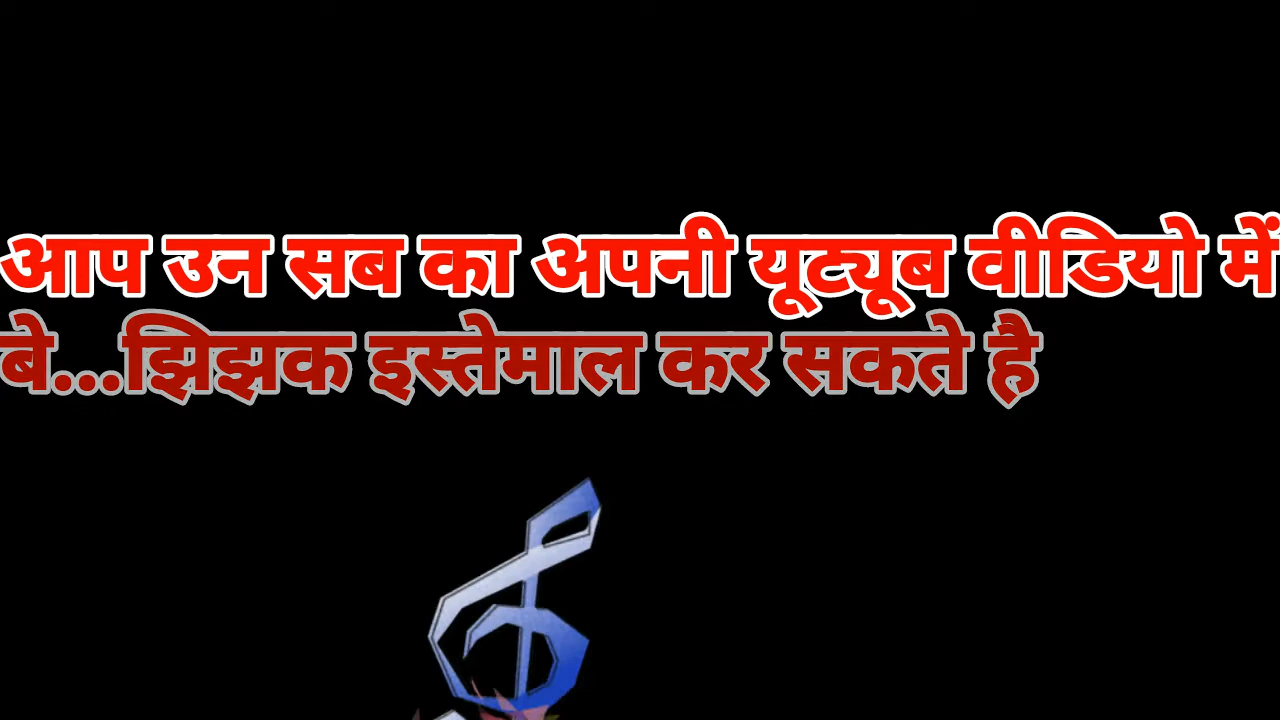 आप उन सब का अपनी यूट्यूब वीडियो में
बे...झिझक इस्तेमाल कर सकते है